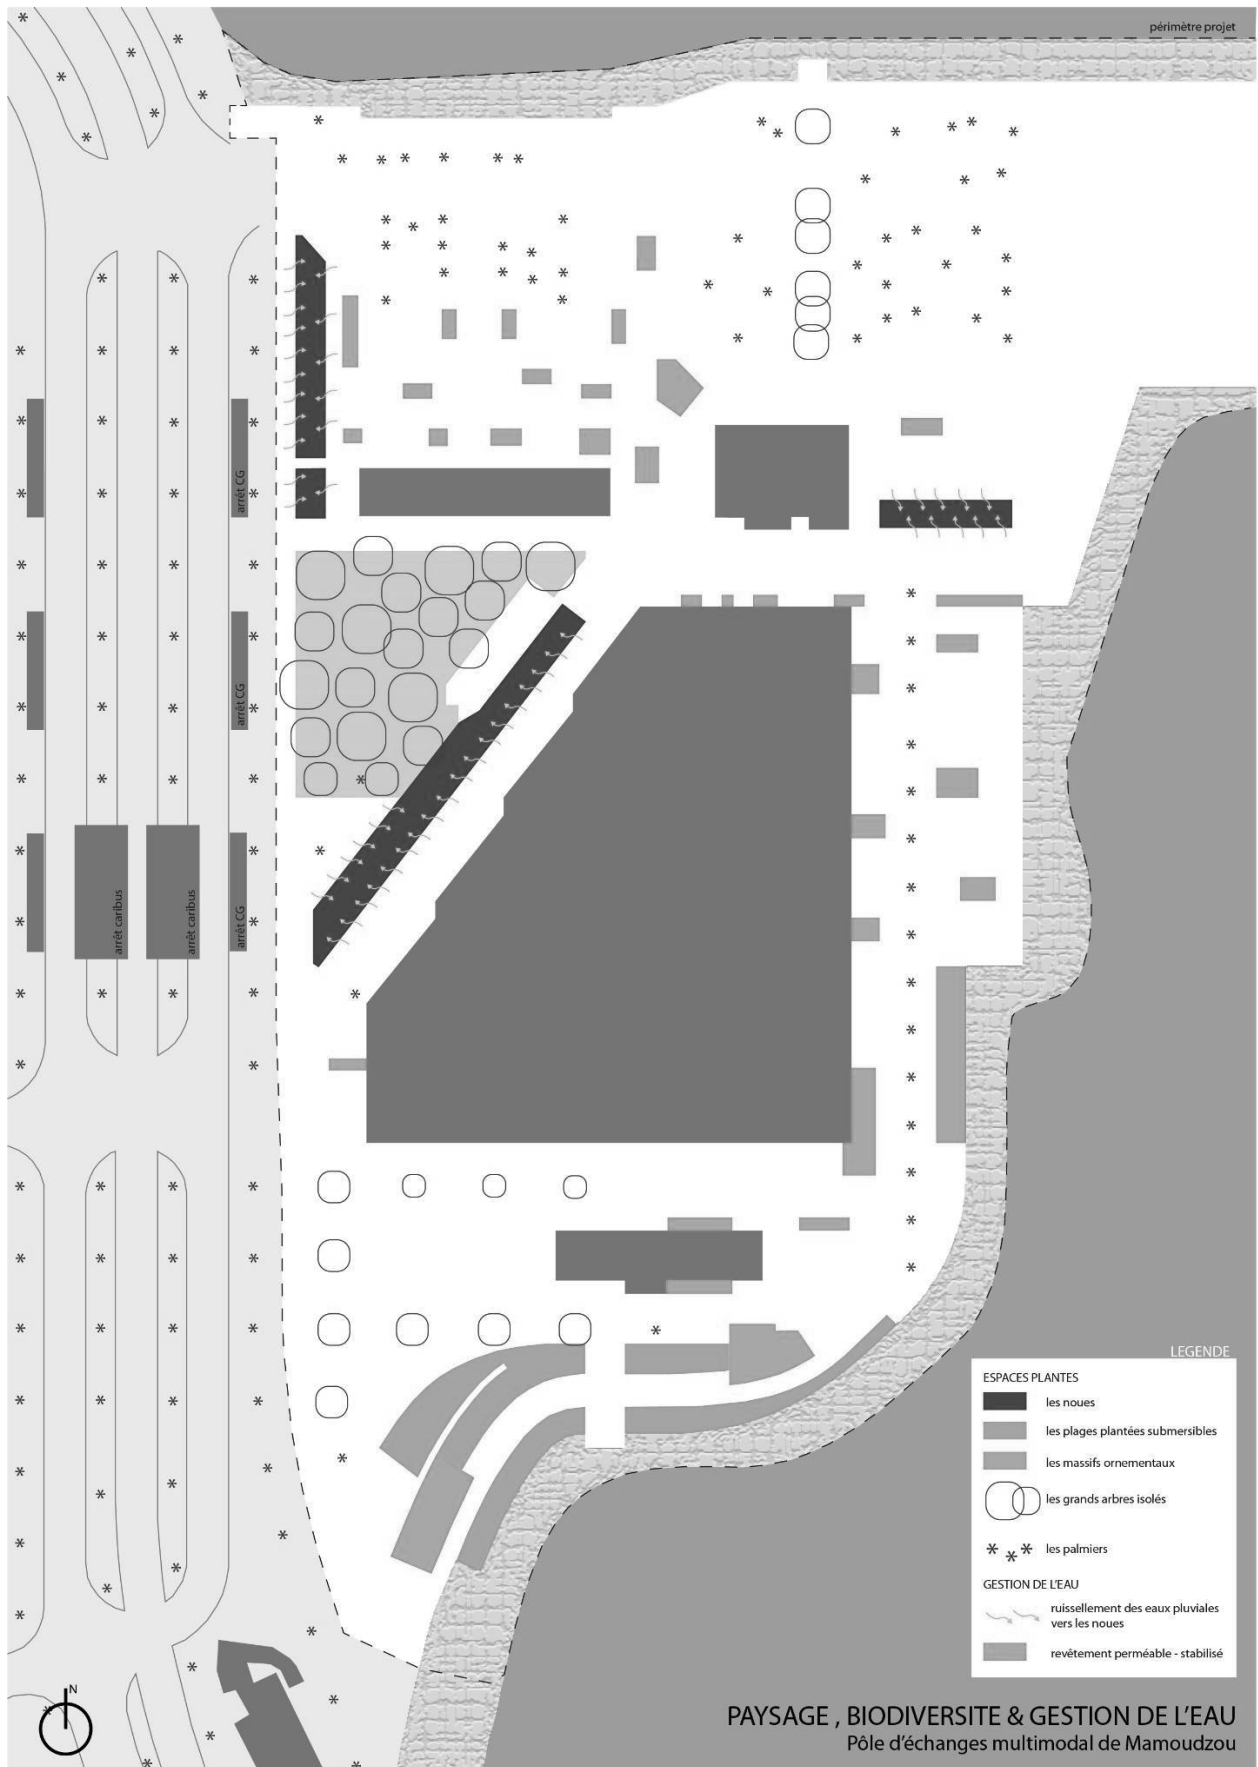 périmètre projet
arrêt CG
arrêt CG
arrêt caribus
arrêt caribus
arrêt CG
LEGENDE
ESPACES PLANTES
les noues
les plages plantées submersibles
les massifs ornementaux
les grands arbres isolés
les palmiers
GESTION DE L'EAU
ruissellement des eaux pluviales
vers les noues
revêtement perméable - stabilisé
N
PAYSAGE , BIODIVERSITE & GESTION DE L'EAU
Pôle d'échanges multimodal de Mamoudzou